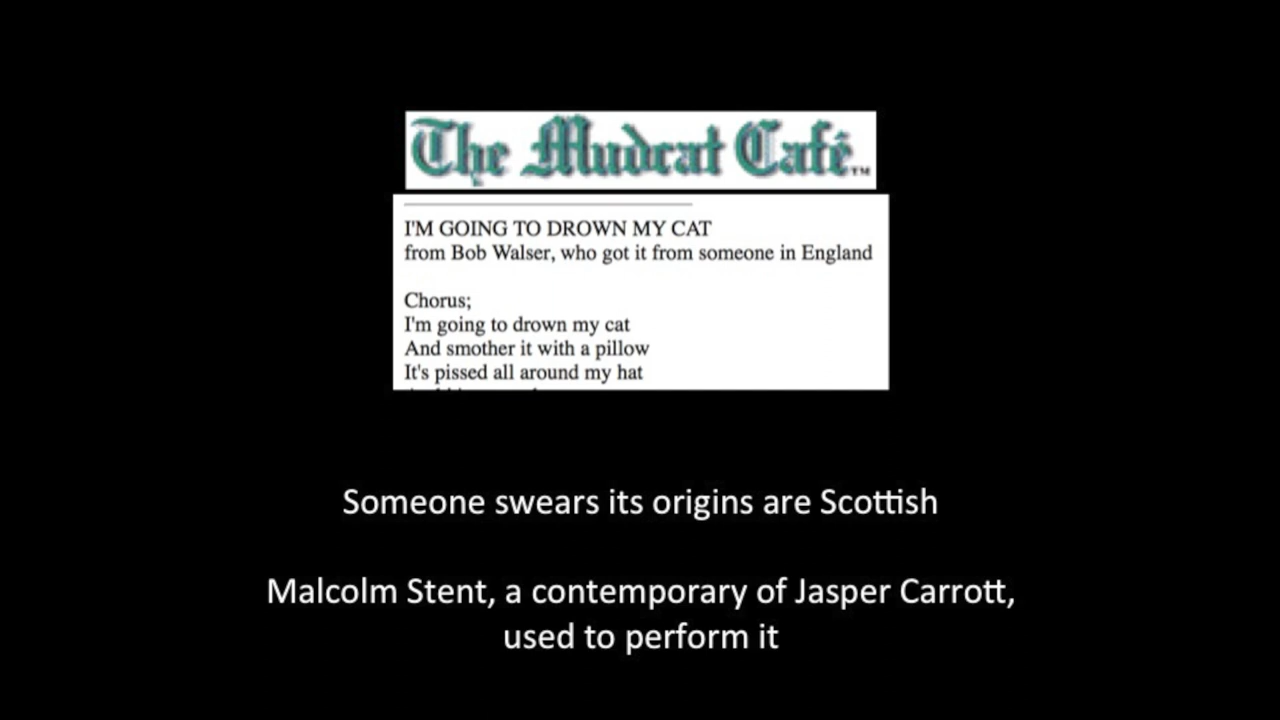 The Mudcat Café™
I'M GOING TO DROWN MY CAT
from Bob Walser, who got it from someone in England
Chorus;
I'm going to drown my cat
And smother it with a pillow
It's pissed all around my hat
Someone swears its origins are Scottish
Malcolm Stent, a contemporary of Jasper Carrott,
used to perform it